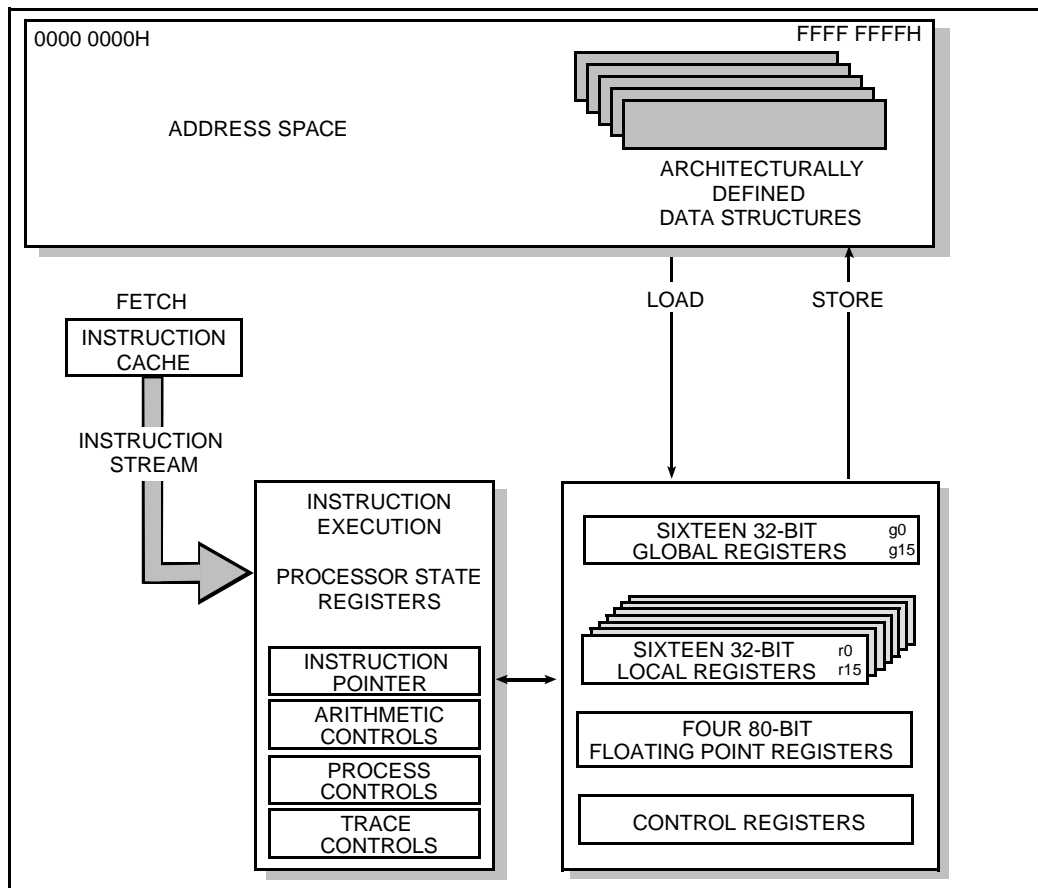 0000 0000H
FFFF FFFFH
ADDRESS SPACE
ARCHITECTURALLY
DEFINED
DATA STRUCTURES
FETCH
LOAD
STORE
INSTRUCTION
CACHE
INSTRUCTION
STREAM
INSTRUCTION
EXECUTION
PROCESSOR STATE
REGISTERS
INSTRUCTION
POINTER
ARITHMETIC
CONTROLS
PROCESS
CONTROLS
TRACE
CONTROLS
SIXTEEN 32-BIT g0
GLOBAL REGISTERS g15
SIXTEEN 32-BIT r0
LOCAL REGISTERS r15
FOUR 80-BIT
FLOATING POINT REGISTERS
CONTROL REGISTERS